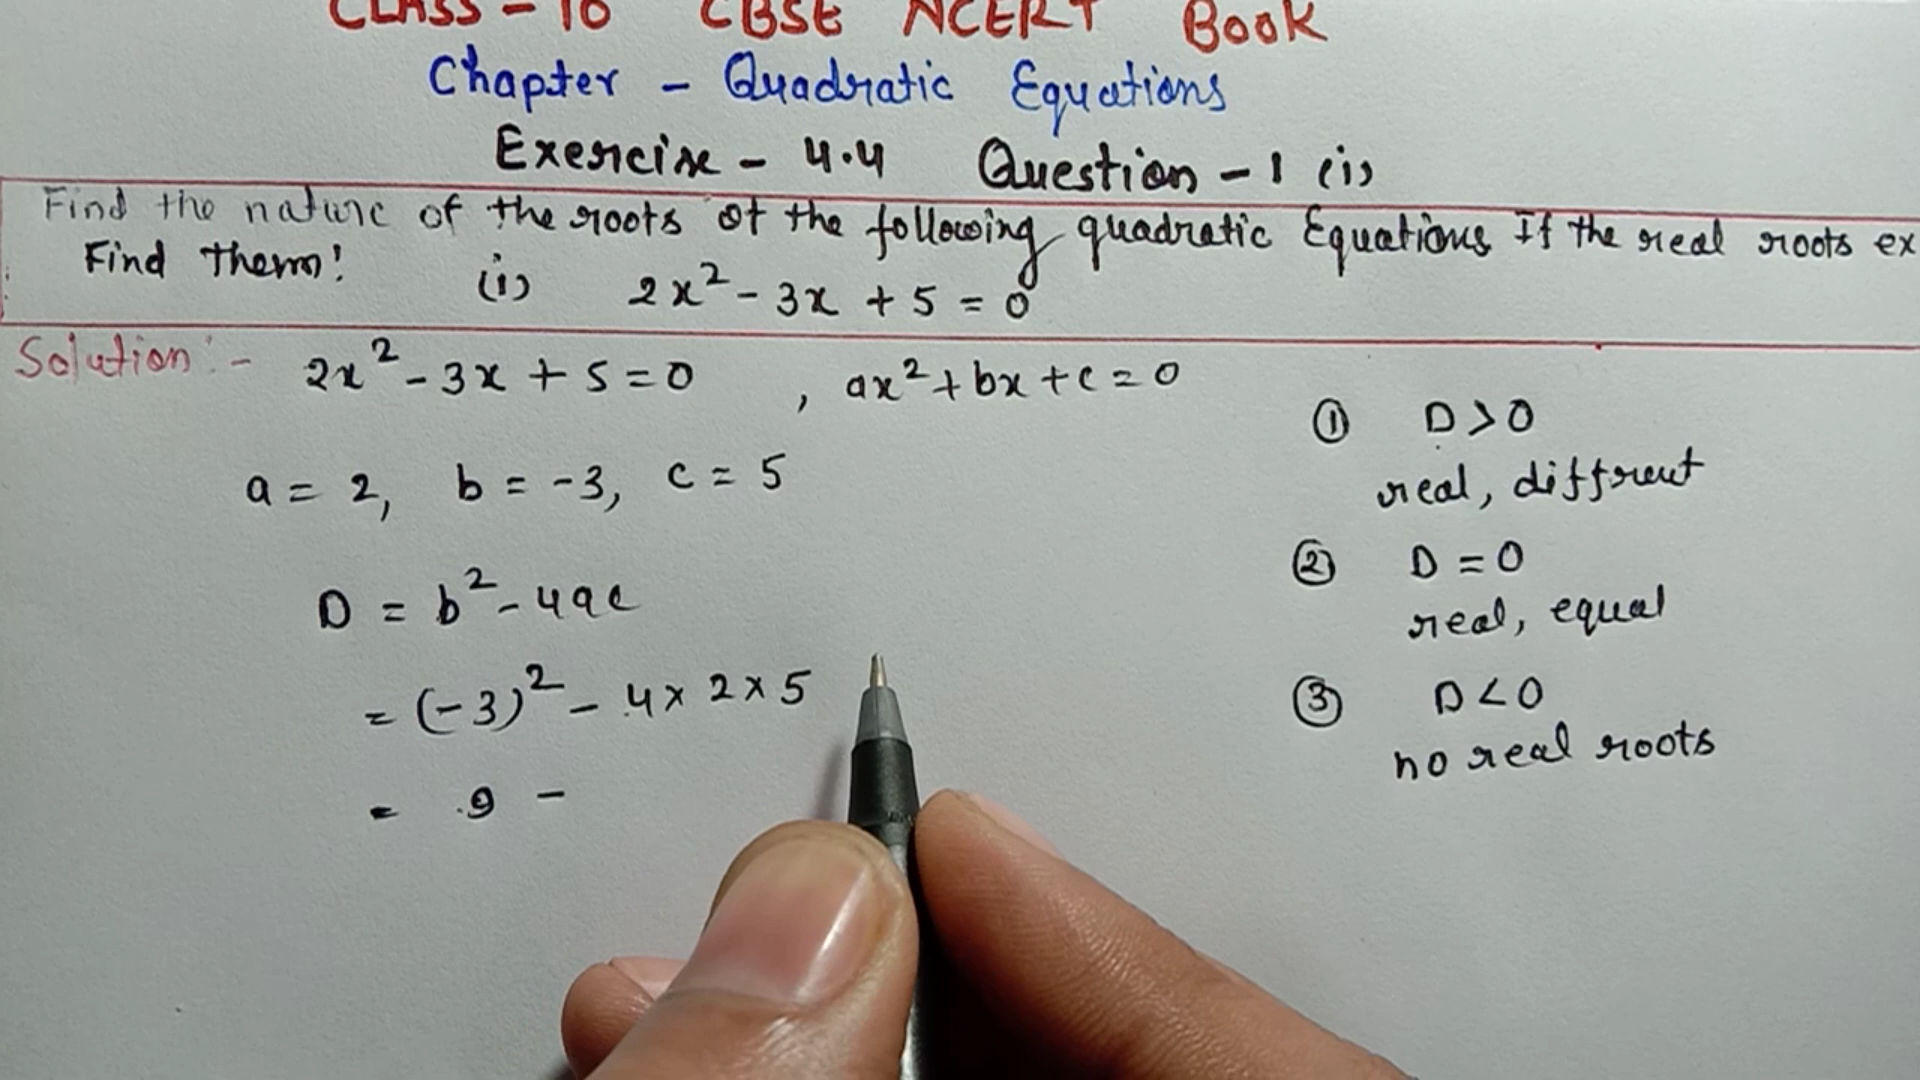 CLASS - 10 CBSE NCERT Book
Chapter - Quadratic Equations
Exercise - 4.4 Question - 1 (i)
Find the nature of the roots of the following quadratic Equations If the real roots ex
Find them!
(i) 2x² - 3x + 5 = 0
Solution:- 2x² - 3x + 5 = 0 , ax² + bx + c = 0
a = 2, b = -3, c = 5
D = b² - 4ac
= (-3)² - 4 × 2 × 5
= 9 -
① D > 0
real, different
② D = 0
real, equal
③ D < 0
no real roots